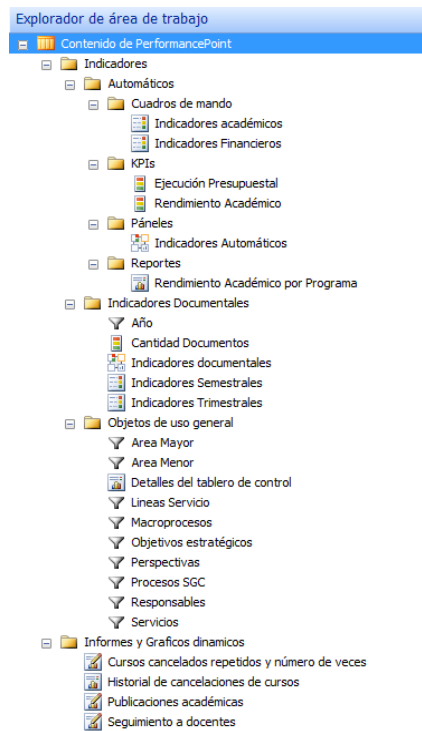 Explorador de área de trabajo
Contenido de PerformancePoint
Indicadores
Automáticos
Cuadros de mando
Indicadores académicos
Indicadores Financieros
KPIs
Ejecución Presupuestal
Rendimiento Académico
Páneles
Indicadores Automáticos
Reportes
Rendimiento Académico por Programa
Indicadores Documentales
Año
Cantidad Documentos
Indicadores documentales
Indicadores Semestrales
Indicadores Trimestrales
Objetos de uso general
Area Mayor
Area Menor
Detalles del tablero de control
Lineas Servicio
Macroprocesos
Objetivos estratégicos
Perspectivas
Procesos SGC
Responsables
Servicios
Informes y Graficos dinamicos
Cursos cancelados repetidos y número de veces
Historial de cancelaciones de cursos
Publicaciones académicas
Seguimiento a docentes